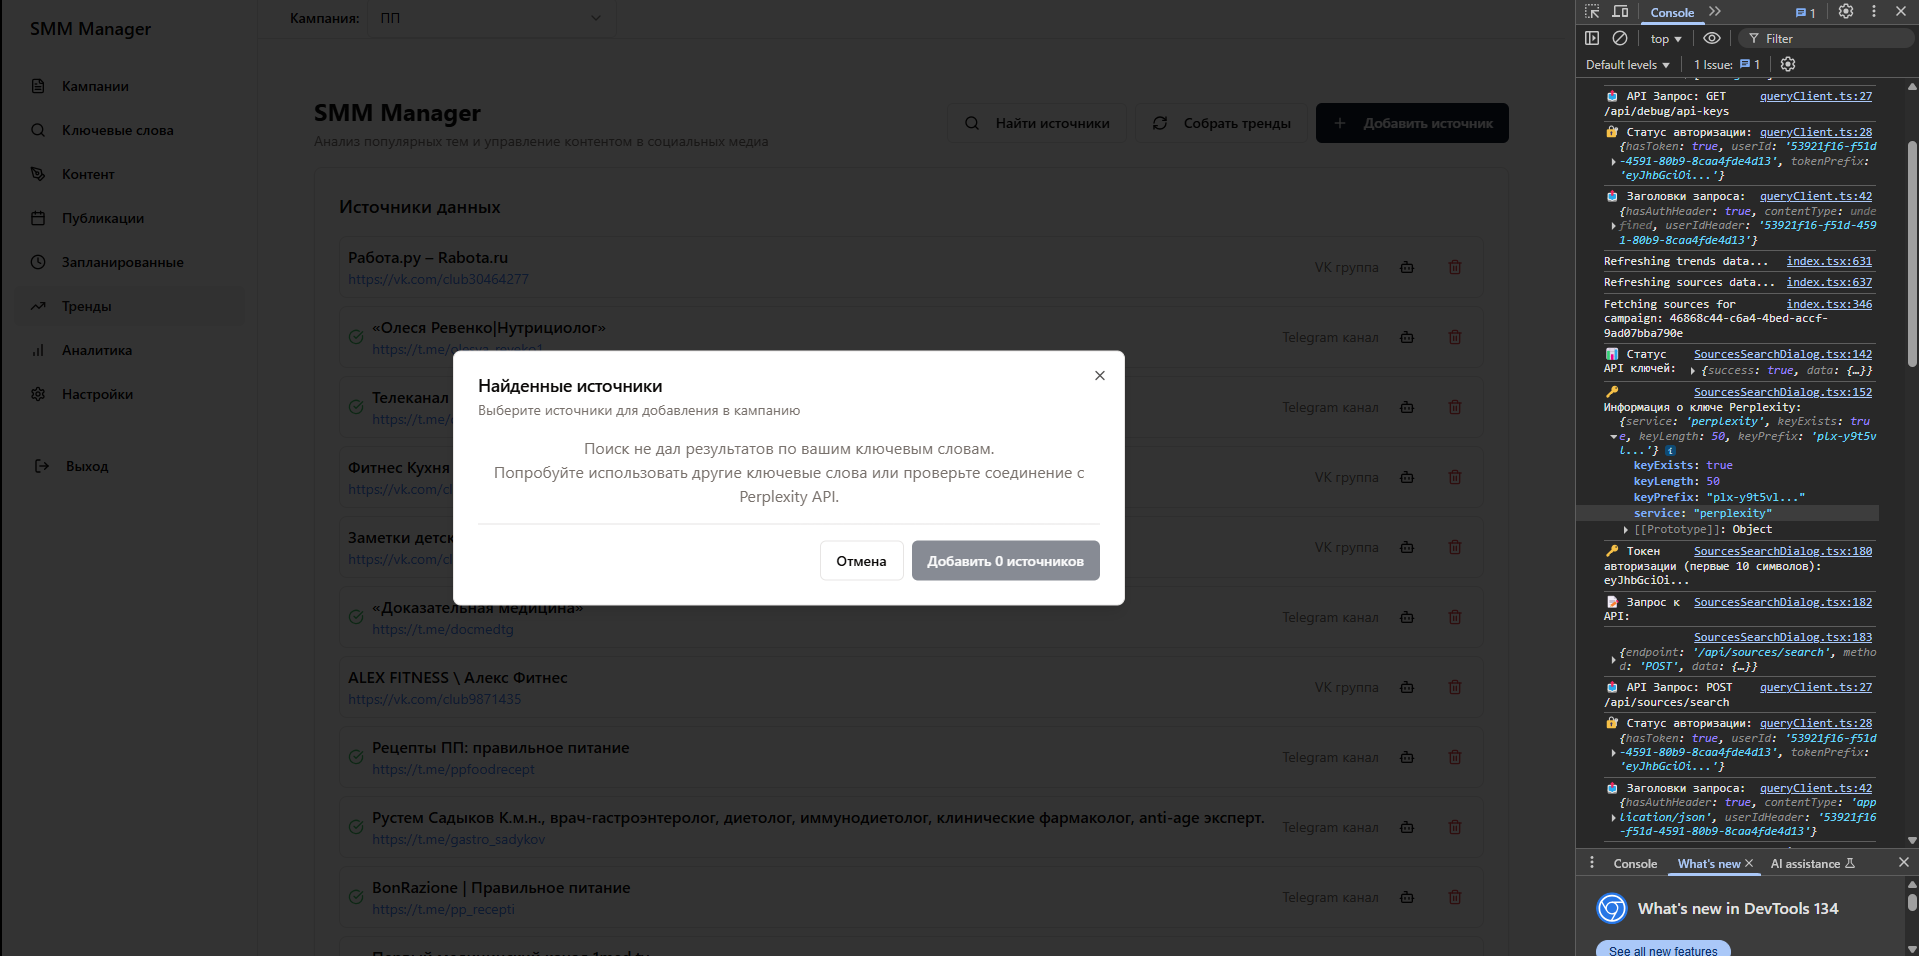 SMM Manager
Кампании
Ключевые слова
Контент
Публикации
Запланированные
Тренды
Аналитика
Настройки
Выход
Кампания: ПП
SMM Manager
Анализ популярных тем и управление контентом в социальных медиа
Найти источники
Собрать тренды
Добавить источник
Источники данных
Работа.ру – Rabota.ru
https://vk.com/club30464277
VK группа
«Олеся Ревенко|Нутрициолог»
Telegram канал
Телеканал
https://t.me/
Telegram канал
Фитнес Кухня
https://vk.com/cl
VK группа
Заметки детск
https://vk.com/cl
VK группа
«Доказательная медицина»
https://t.me/docmedtg
Telegram канал
ALEX FITNESS \ Алекс Фитнес
https://vk.com/club9871435
VK группа
Рецепты ПП: правильное питание
https://t.me/ppfoodrecept
Telegram канал
Рустем Садыков К.м.н., врач-гастроэнтеролог, диетолог, иммунодиетолог, клинические фармаколог, anti-age эксперт.
https://t.me/gastro_sadykov
Telegram канал
BonRazione | Правильное питание
https://t.me/pp_recepti
Telegram канал
Найденные источники
Выберите источники для добавления в кампанию
Поиск не дал результатов по вашим ключевым словам.
Попробуйте использовать другие ключевые слова или проверьте соединение с
Perplexity API.
Отмена
Добавить 0 источников
Console
1
top
Filter
Default levels
1 Issue: 1
API Запрос: GET queryClient.ts:27
/api/debug/api-keys
Статус авторизации: queryClient.ts:28
{hasToken: true, userId: '53921f16-f51d
-4591-80b9-8caa4fde4d13', tokenPrefix:
'eyJhbGciOi...'}
Заголовки запроса: queryClient.ts:42
{hasAuthHeader: true, contentType: unde
fined, userIdHeader: '53921f16-f51d-459
1-80b9-8caa4fde4d13'}
Refreshing trends data... index.tsx:631
Refreshing sources data... index.tsx:637
Fetching sources for index.tsx:346
campaign: 46868c44-c6a4-4bed-accf-
9ad07bba790e
Статус SourcesSearchDialog.tsx:142
API ключей: {success: true, data: {…}}
SourcesSearchDialog.tsx:152
Информация о ключе Perplexity:
{service: 'perplexity', keyExists: tru
e, keyLength: 50, keyPrefix: 'plx-y9t5v
l...'} i
keyExists: true
keyLength: 50
keyPrefix: "plx-y9t5vl..."
service: "perplexity"
[[Prototype]]: Object
Токен SourcesSearchDialog.tsx:180
авторизации (первые 10 символов):
eyJhbGciOi...
Запрос к SourcesSearchDialog.tsx:182
API:
SourcesSearchDialog.tsx:183
{endpoint: '/api/sources/search', metho
d: 'POST', data: {…}}
API Запрос: POST queryClient.ts:27
/api/sources/search
Статус авторизации: queryClient.ts:28
{hasToken: true, userId: '53921f16-f51d
-4591-80b9-8caa4fde4d13', tokenPrefix:
'eyJhbGciOi...'}
Заголовки запроса: queryClient.ts:42
{hasAuthHeader: true, contentType: 'app
lication/json', userIdHeader: '53921f16
-f51d-4591-80b9-8caa4fde4d13'}
Console
What's new
AI assistance
What's new in DevTools 134
See all new features